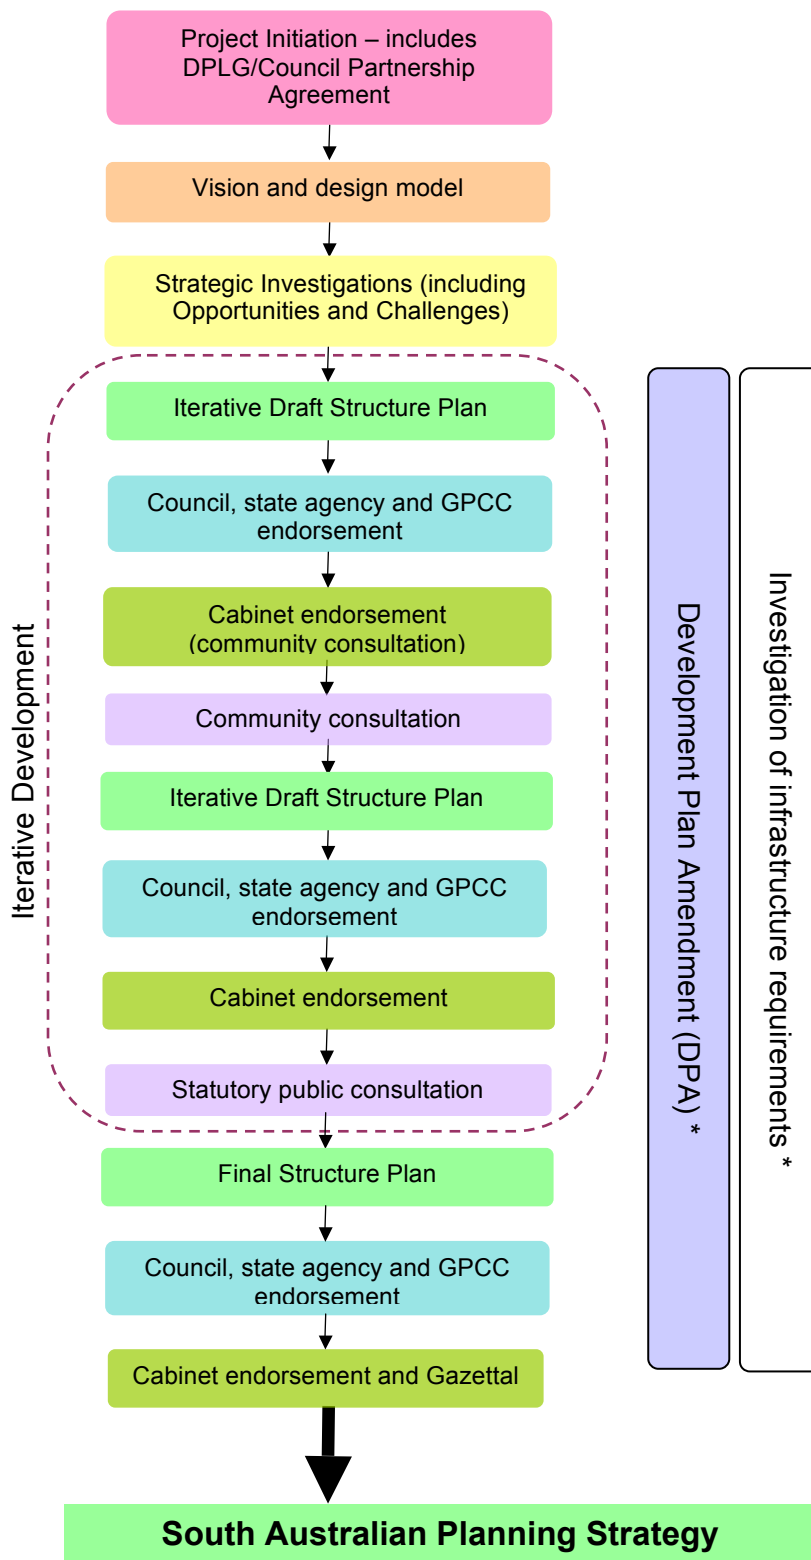 Project Initiation – includes
DPLG/Council Partnership
Agreement
Vision and design model
Strategic Investigations (including
Opportunities and Challenges)
Iterative Draft Structure Plan
Council, state agency and GPCC
endorsement
Cabinet endorsement
(community consultation)
Community consultation
Iterative Draft Structure Plan
Council, state agency and GPCC
endorsement
Cabinet endorsement
Statutory public consultation
Iterative Development
Final Structure Plan
Council, state agency and GPCC
endorsement
Cabinet endorsement and Gazettal
Development Plan Amendment (DPA) *
Investigation of infrastructure requirements *
South Australian Planning Strategy